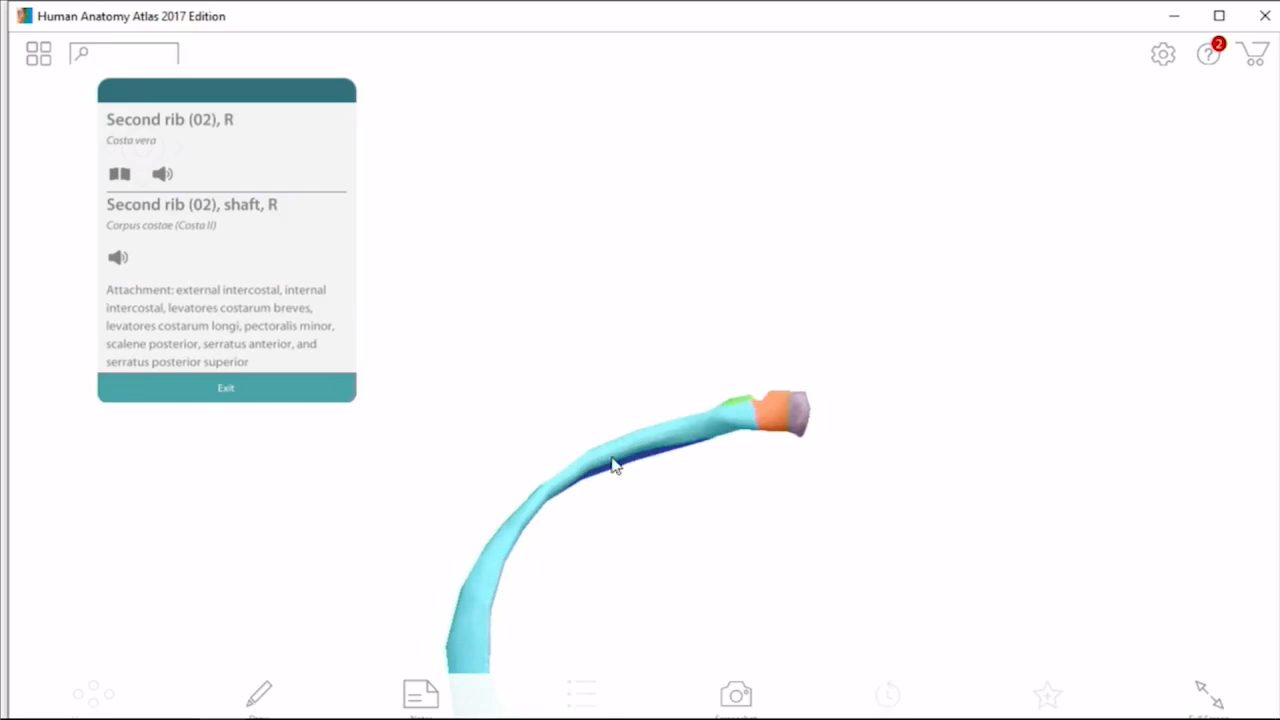 Human Anatomy Atlas 2017 Edition
2
Second rib (02), R
Costa vera
Second rib (02), shaft, R
Corpus costae (Costa II)
Attachment: external intercostal, internal
intercostal, levatores costarum breves,
levatores costarum longi, pectoralis minor,
scalene posterior, serratus anterior, and
serratus posterior superior
Exit